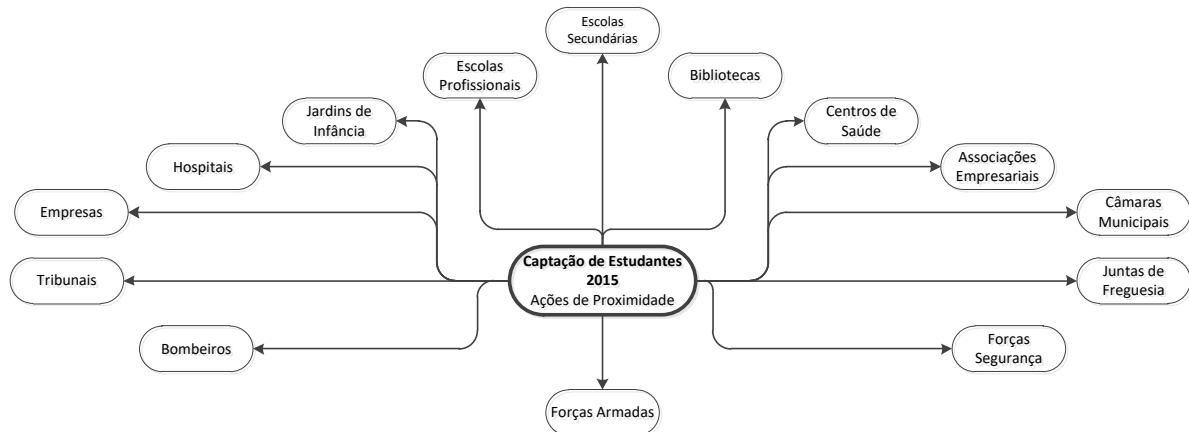 Escolas
Secundárias
Escolas
Profissionais
Bibliotecas
Jardins de
Infância
Centros de
Saúde
Hospitais
Associações
Empresariais
Empresas
Câmaras
Municipais
Captação de Estudantes
2015
Ações de Proximidade
Tribunais
Juntas de
Freguesia
Bombeiros
Forças
Segurança
Forças Armadas